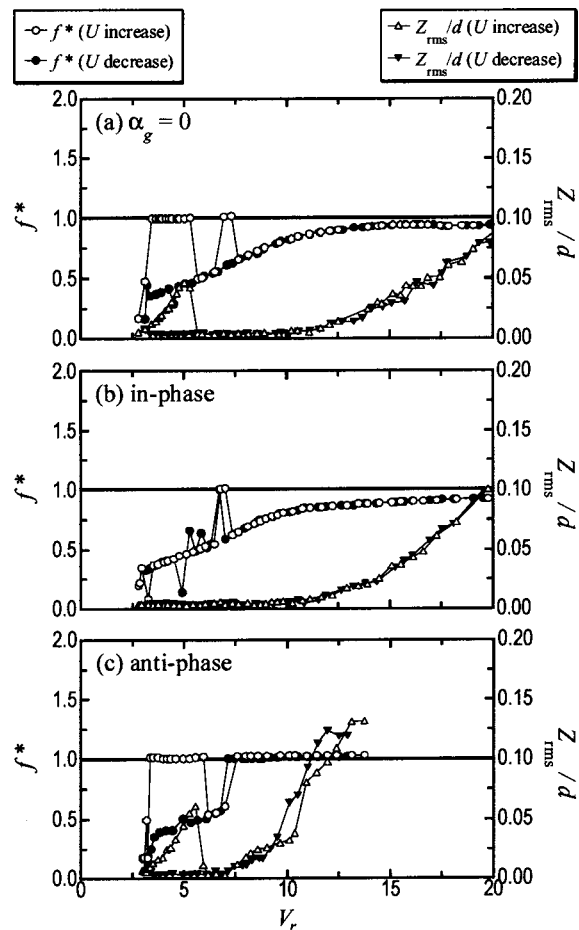 f* (U increase)
f* (U decrease)
Z_rms/d (U increase)
Z_rms/d (U decrease)
(a) α_g = 0
2.0
1.5
1.0
0.5
0.0
f*
0.20
0.15
0.10
0.05
0.00
Z_rms / d
(b) in-phase
2.0
1.5
1.0
0.5
0.0
f*
0.20
0.15
0.10
0.05
0.00
Z_rms / d
(c) anti-phase
2.0
1.5
1.0
0.5
0.0
f*
0.20
0.15
0.10
0.05
0.00
Z_rms / d
0 5 10 15 20
V_r